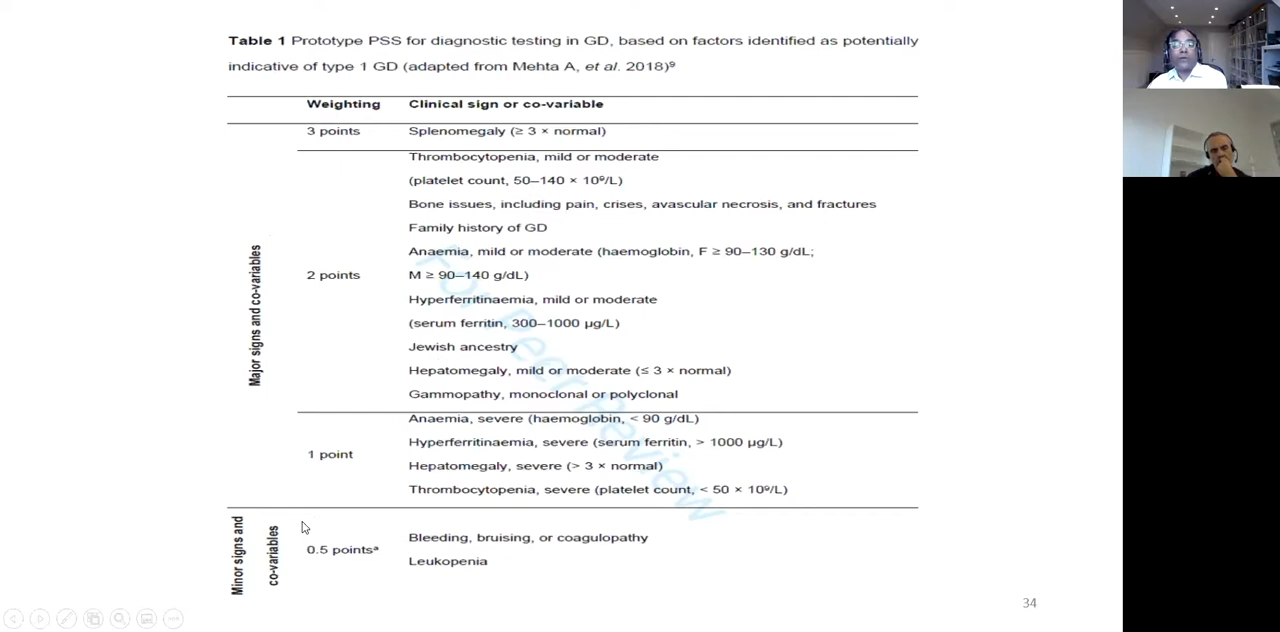 Table 1 Prototype PSS for diagnostic testing in GD, based on factors identified as potentially
indicative of type 1 GD (adapted from Mehta A, et al. 2018)⁹
Weighting Clinical sign or co-variable
Major signs and co-variables
3 points Splenomegaly (≥ 3 × normal)
Thrombocytopenia, mild or moderate
(platelet count, 50–140 × 10⁹/L)
Bone issues, including pain, crises, avascular necrosis, and fractures
Family history of GD
Anaemia, mild or moderate (haemoglobin, F ≥ 90–130 g/dL;
2 points M ≥ 90–140 g/dL)
Hyperferritinaemia, mild or moderate
(serum ferritin, 300–1000 µg/L)
Jewish ancestry
Hepatomegaly, mild or moderate (≤ 3 × normal)
Gammopathy, monoclonal or polyclonal
Anaemia, severe (haemoglobin, < 90 g/dL)
Hyperferritinaemia, severe (serum ferritin, > 1000 µg/L)
1 point
Hepatomegaly, severe (> 3 × normal)
Thrombocytopenia, severe (platelet count, < 50 × 10⁹/L)
Minor signs and
co-variables
Bleeding, bruising, or coagulopathy
0.5 pointsᵃ
Leukopenia
For Peer Review
34